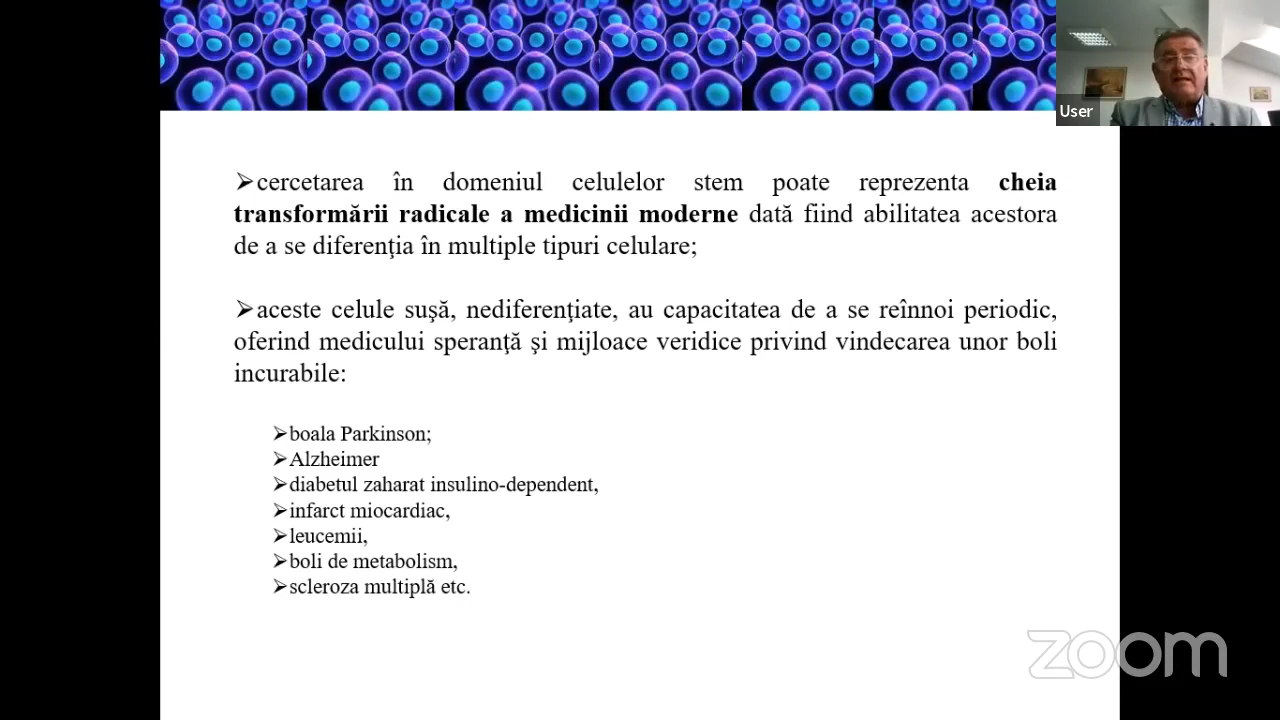 User
➢cercetarea în domeniul celulelor stem poate reprezenta cheia
transformării radicale a medicinii moderne dată fiind abilitatea acestora
de a se diferenţia în multiple tipuri celulare;
➢aceste celule suşă, nediferenţiate, au capacitatea de a se reînnoi periodic,
oferind medicului speranţă şi mijloace veridice privind vindecarea unor boli
incurabile:
➢boala Parkinson;
➢Alzheimer
➢diabetul zaharat insulino-dependent,
➢infarct miocardiac,
➢leucemii,
➢boli de metabolism,
➢scleroza multiplă etc.
zoom